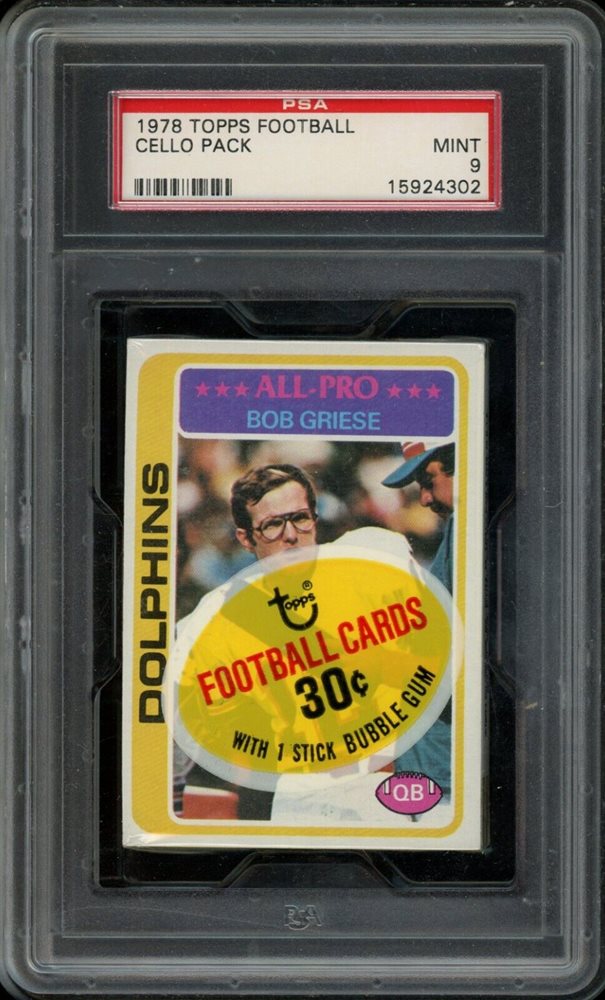 PSA
1978 TOPPS FOOTBALL
CELLO PACK MINT
9
15924302
ALL-PRO
BOB GRIESE
DOLPHINS
Topps®
FOOTBALL CARDS
30¢
WITH 1 STICK BUBBLE GUM
QB
PSA